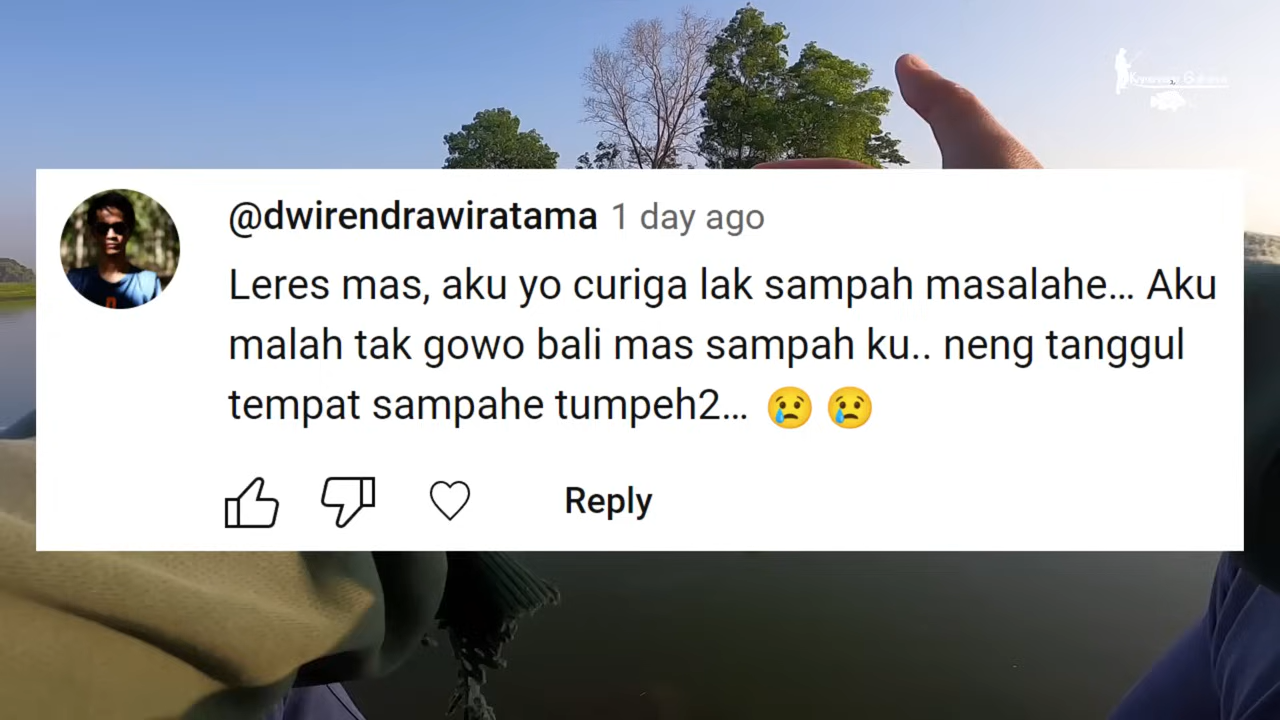 @dwirendrawiratama 1 day ago
Leres mas, aku yo curiga lak sampah masalahe... Aku
malah tak gowo bali mas sampah ku.. neng tanggul
tempat sampahe tumpeh2... 😢 😢
Reply